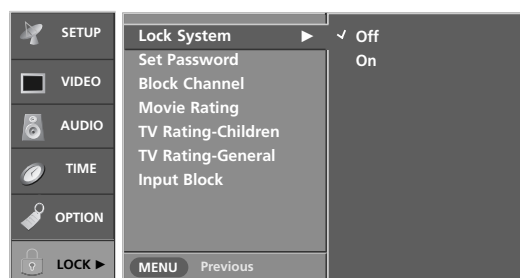 SETUP
VIDEO
AUDIO
TIME
OPTION
LOCK ►
Lock System ►
Set Password
Block Channel
Movie Rating
TV Rating-Children
TV Rating-General
Input Block
MENU Previous
✓ Off
On